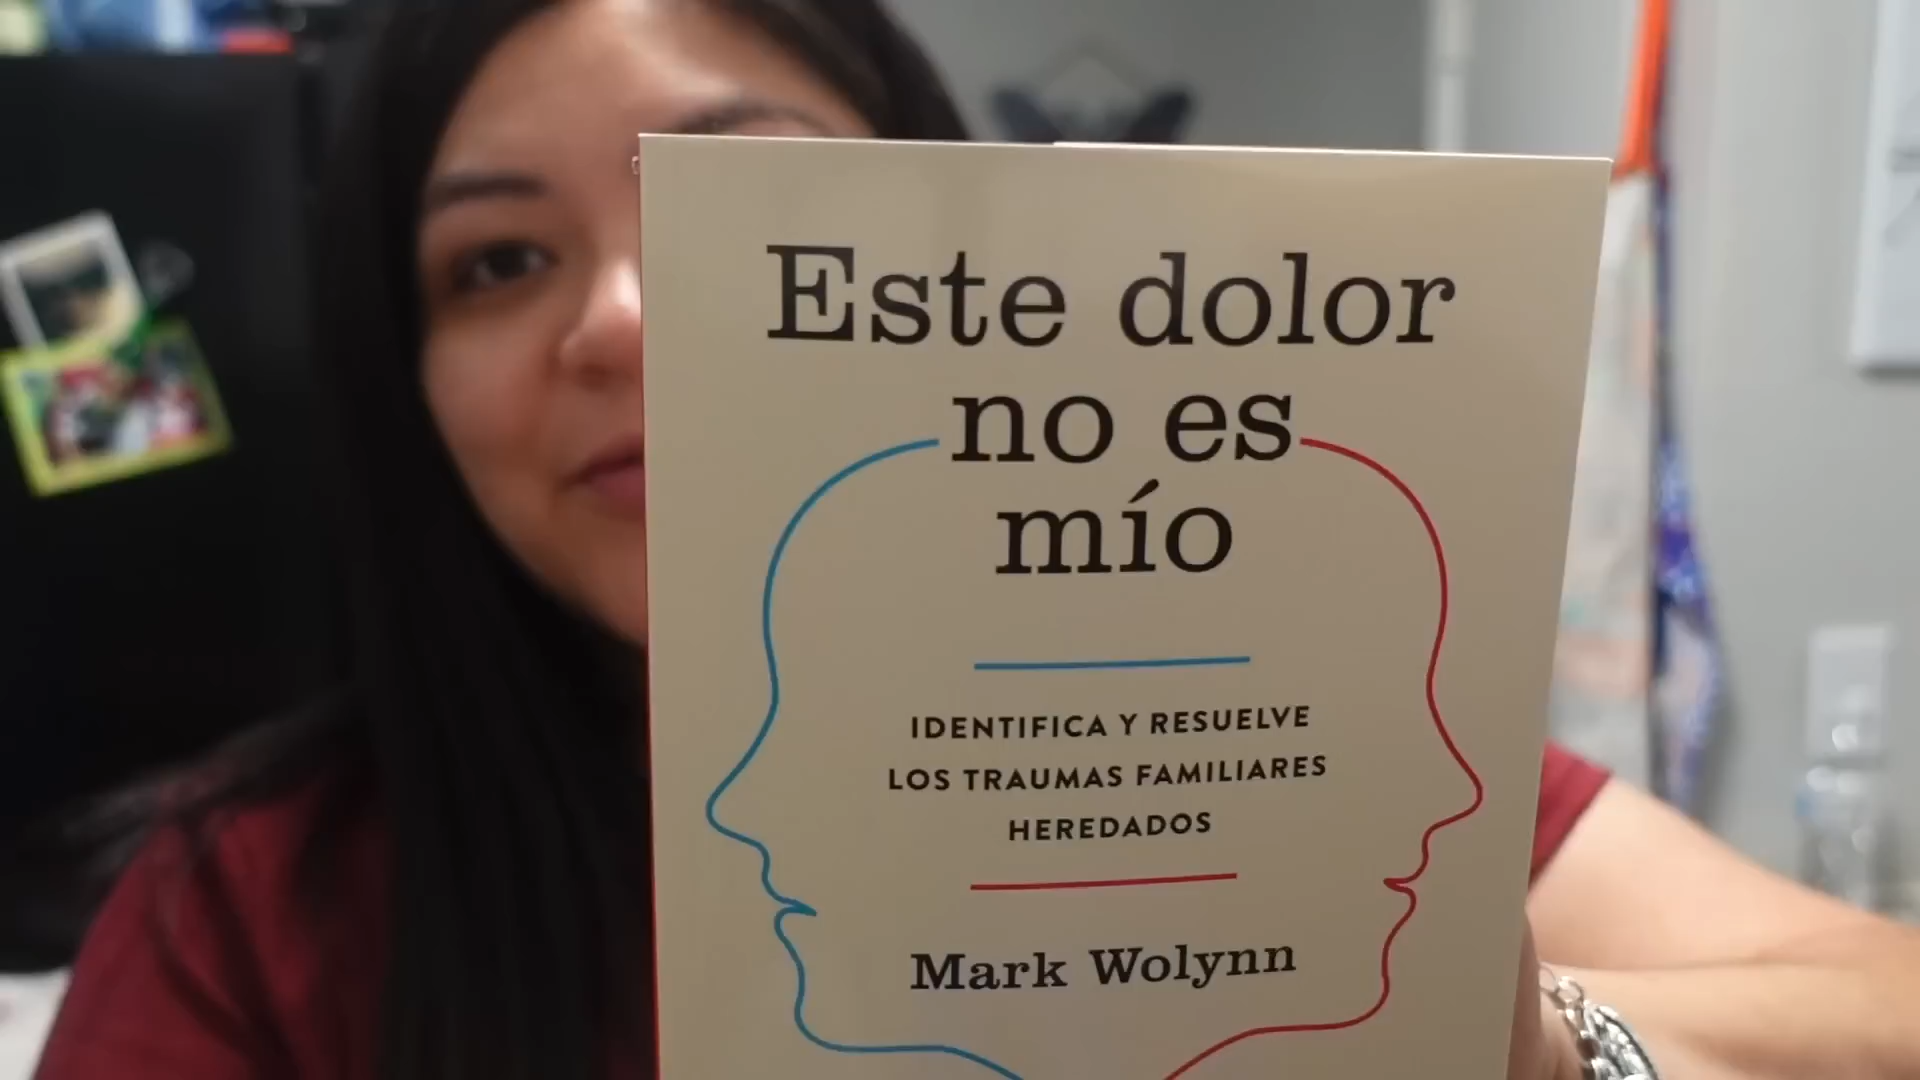 Este dolor
no es
mío
IDENTIFICA Y RESUELVE
LOS TRAUMAS FAMILIARES
HEREDADOS
Mark Wolynn